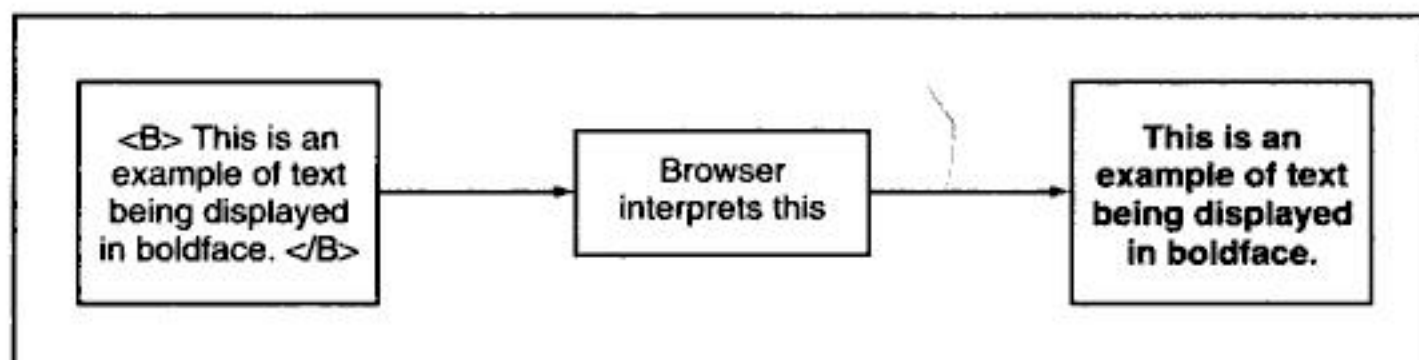 <B> This is an
example of text
being displayed
in boldface. </B>
Browser
interprets this
This is an
example of text
being displayed
in boldface.